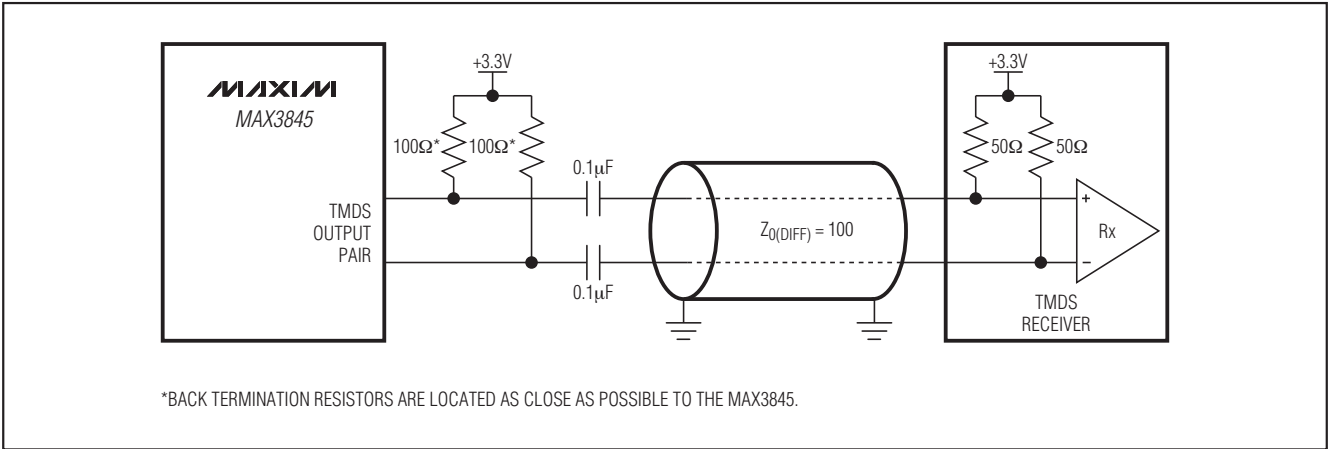 MAXIM
MAX3845
TMDS
OUTPUT
PAIR
+3.3V
100Ω* 100Ω*
0.1μF
0.1μF
Z0(DIFF) = 100
+3.3V
50Ω 50Ω
+
Rx
−
TMDS
RECEIVER
*BACK TERMINATION RESISTORS ARE LOCATED AS CLOSE AS POSSIBLE TO THE MAX3845.